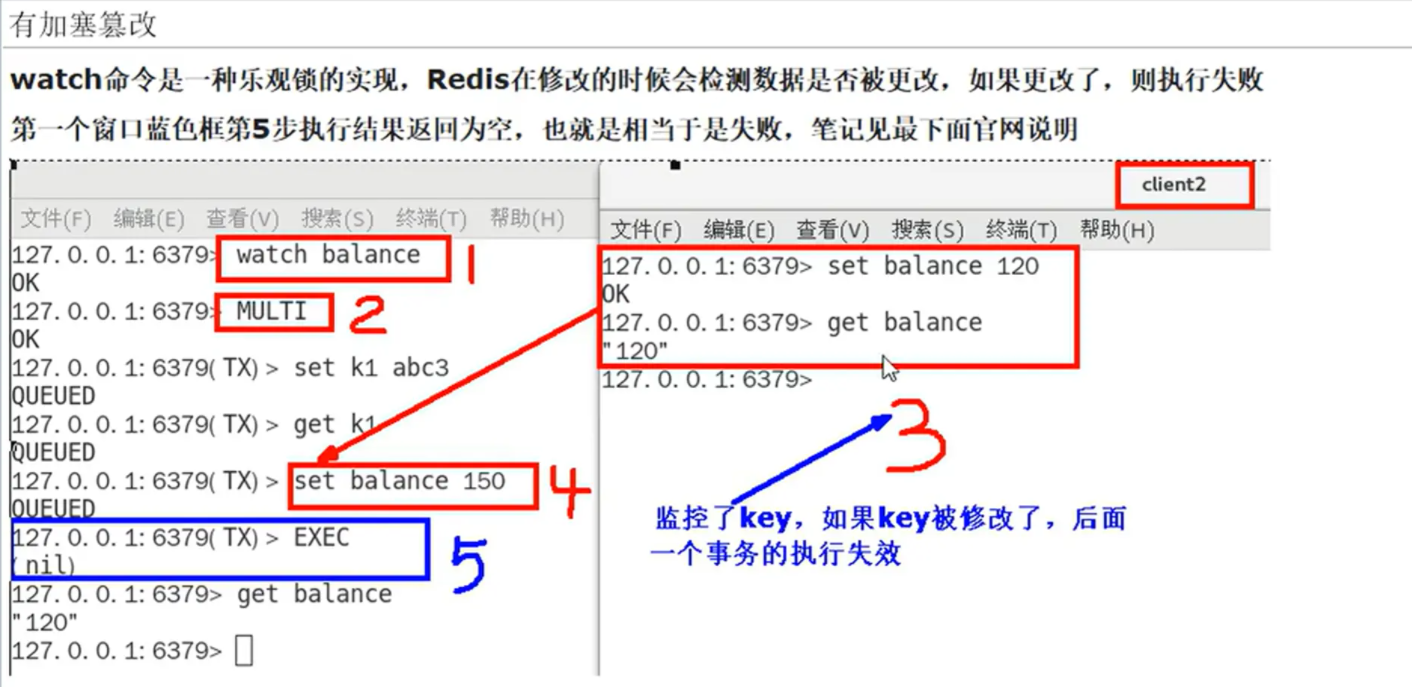 有加塞篡改
watch命令是一种乐观锁的实现，Redis在修改的时候会检测数据是否被更改，如果更改了，则执行失败
第一个窗口蓝色框第5步执行结果返回为空，也就是相当于是失败，笔记见最下面官网说明
文件(F) 编辑(E) 查看(V) 搜索(S) 终端(T) 帮助(H)
127.0.0.1:6379> watch balance 1
OK
127.0.0.1:6379> MULTI 2
OK
127.0.0.1:6379(TX)> set k1 abc3
QUEUED
127.0.0.1:6379(TX)> get k1
QUEUED
127.0.0.1:6379(TX)> set balance 150 4
QUEUED
127.0.0.1:6379(TX)> EXEC 5
(nil)
127.0.0.1:6379> get balance
"120"
127.0.0.1:6379>
client2
文件(F) 编辑(E) 查看(V) 搜索(S) 终端(T) 帮助(H)
127.0.0.1:6379> set balance 120
OK
127.0.0.1:6379> get balance
"120"
127.0.0.1:6379>
3
监控了key，如果key被修改了，后面
一个事务的执行失效